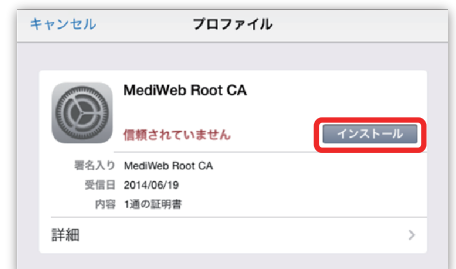 キャンセル プロファイル
MediWeb Root CA
信頼されていません インストール
署名入り MediWeb Root CA
受信日 2014/06/19
内容 1通の証明書
詳細